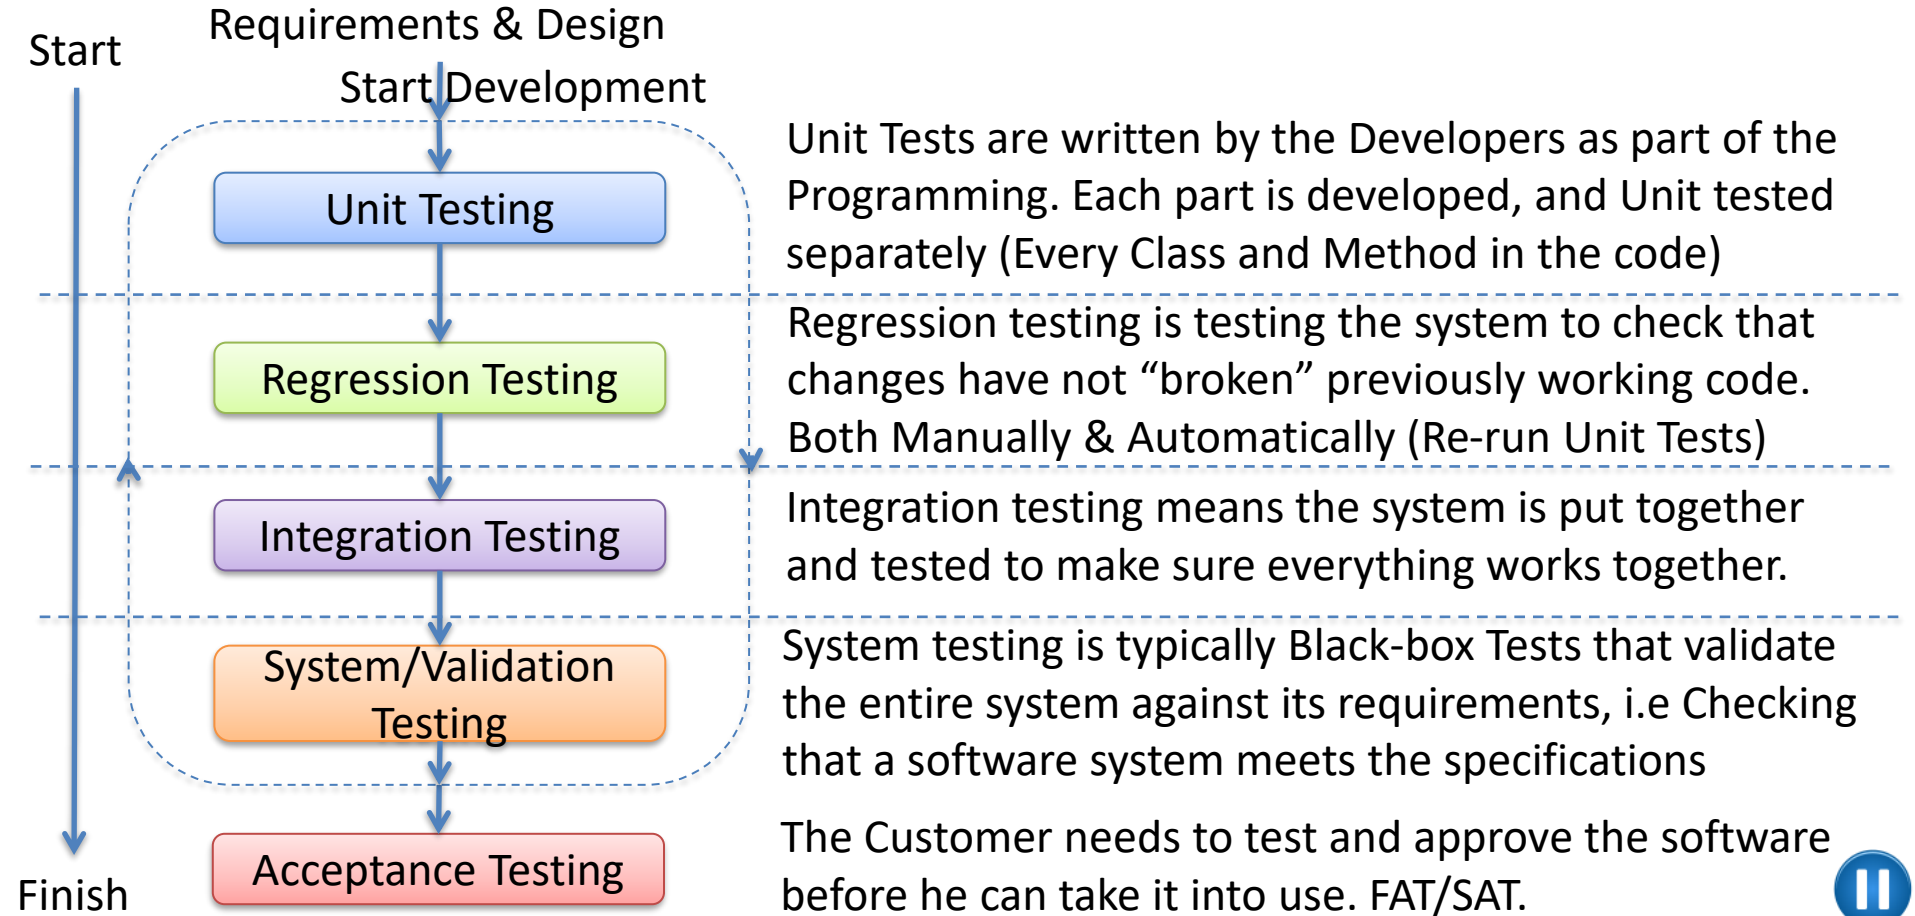 Start
Requirements & Design
Start Development
Unit Testing
Unit Tests are written by the Developers as part of the
Programming. Each part is developed, and Unit tested
separately (Every Class and Method in the code)
Regression Testing
Regression testing is testing the system to check that
changes have not “broken” previously working code.
Both Manually & Automatically (Re-run Unit Tests)
Integration Testing
Integration testing means the system is put together
and tested to make sure everything works together.
System/Validation
Testing
System testing is typically Black-box Tests that validate
the entire system against its requirements, i.e Checking
that a software system meets the specifications
Acceptance Testing
The Customer needs to test and approve the software
before he can take it into use. FAT/SAT.
Finish